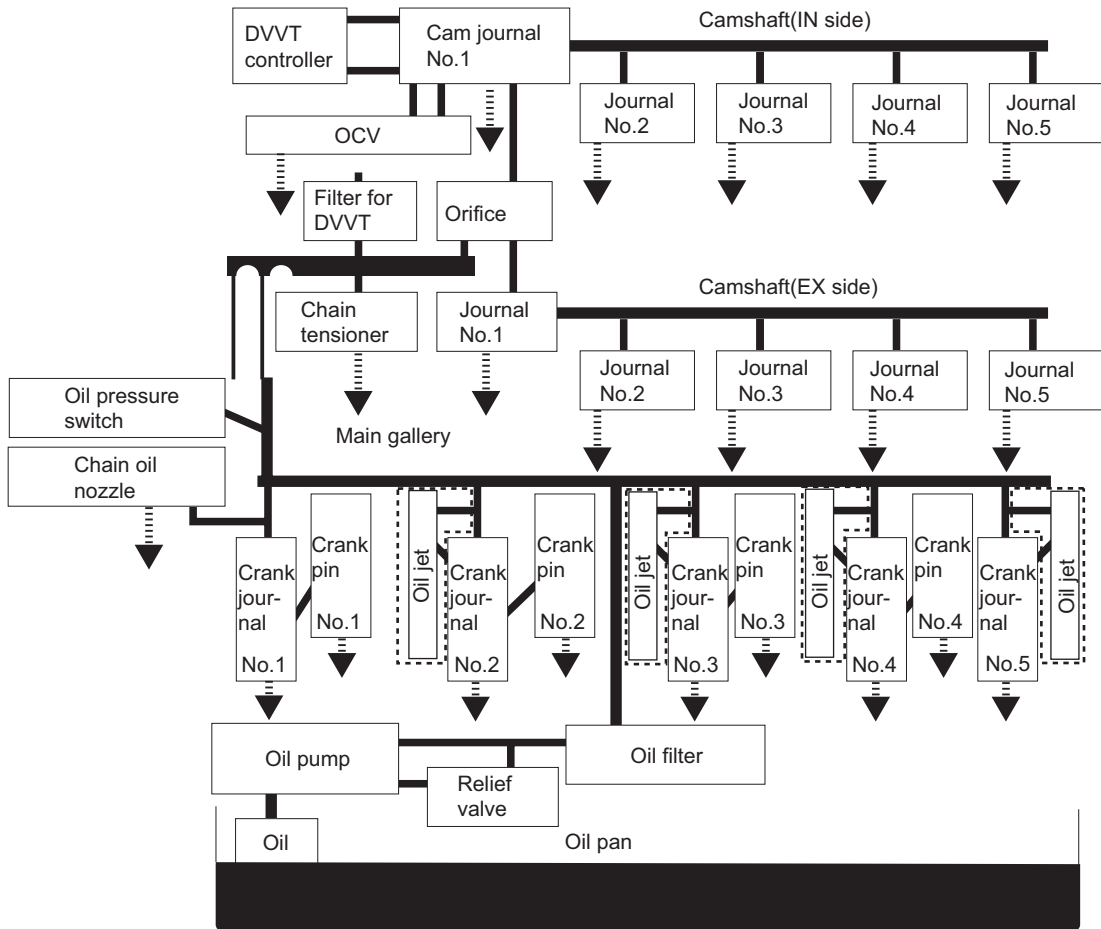 DVVT
controller
Cam journal
No.1
Camshaft(IN side)
Journal
No.2
Journal
No.3
Journal
No.4
Journal
No.5
OCV
Filter for
DVVT
Orifice
Chain
tensioner
Journal
No.1
Camshaft(EX side)
Journal
No.2
Journal
No.3
Journal
No.4
Journal
No.5
Oil pressure
switch
Main gallery
Chain oil
nozzle
Crank
jour-
nal
No.1
Crank
pin
No.1
Oil jet
Crank
jour-
nal
No.2
Crank
pin
No.2
Oil jet
Crank
jour-
nal
No.3
Crank
pin
No.3
Oil jet
Crank
jour-
nal
No.4
Crank
pin
No.4
Crank
jour-
nal
No.5
Oil jet
Oil pump
Relief
valve
Oil filter
Oil
Oil pan